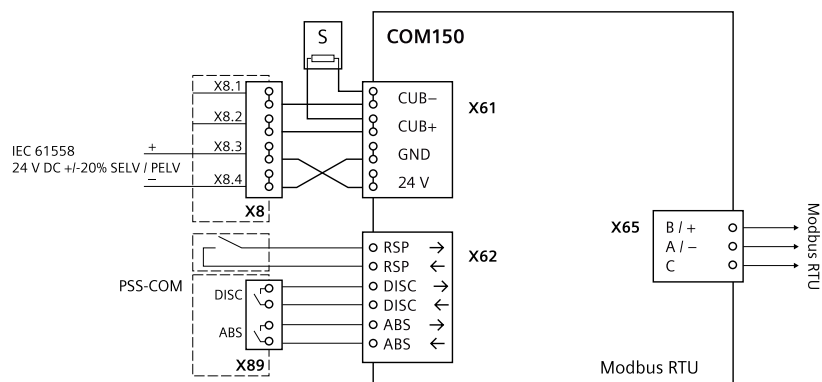 S
COM150
X8.1
X8.2
X8.3
X8.4
IEC 61558
24 V DC +/-20% SELV / PELV
+
−
X8
CUB−
CUB+
GND
24 V
X61
RSP →
RSP ←
DISC →
DISC ←
ABS →
ABS ←
X62
PSS-COM
DISC
ABS
X89
X65
B / +
A / −
C
Modbus RTU
Modbus RTU